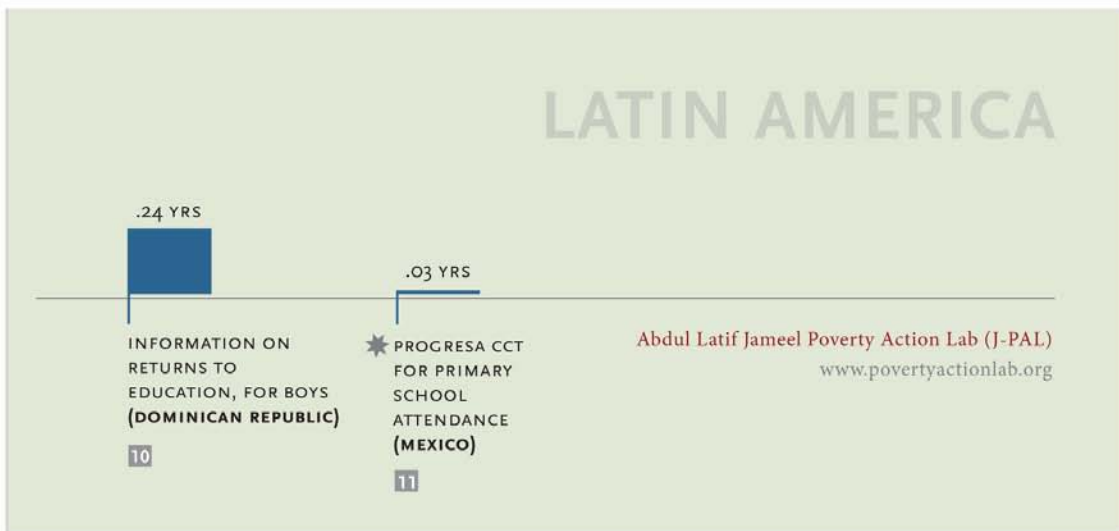 LATIN AMERICA
.24 YRS
.03 YRS
INFORMATION ON
RETURNS TO
EDUCATION, FOR BOYS
(DOMINICAN REPUBLIC)
10
PROGRESA CCT
FOR PRIMARY
SCHOOL
ATTENDANCE
(MEXICO)
11
Abdul Latif Jameel Poverty Action Lab (J-PAL)
www.povertyactionlab.org